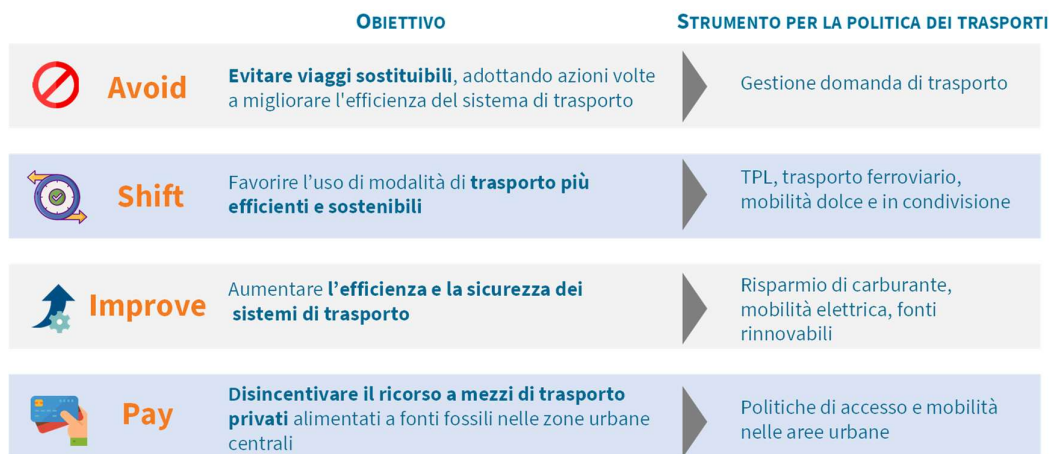 OBIETTIVO
STRUMENTO PER LA POLITICA DEI TRASPORTI
Avoid
Evitare viaggi sostituibili, adottando azioni volte
a migliorare l'efficienza del sistema di trasporto
Gestione domanda di trasporto
Shift
Favorire l’uso di modalità di trasporto più
efficienti e sostenibili
TPL, trasporto ferroviario,
mobilità dolce e in condivisione
Improve
Aumentare l’efficienza e la sicurezza dei
sistemi di trasporto
Risparmio di carburante,
mobilità elettrica, fonti
rinnovabili
Pay
Disincentivare il ricorso a mezzi di trasporto
privati alimentati a fonti fossili nelle zone urbane
centrali
Politiche di accesso e mobilità
nelle aree urbane